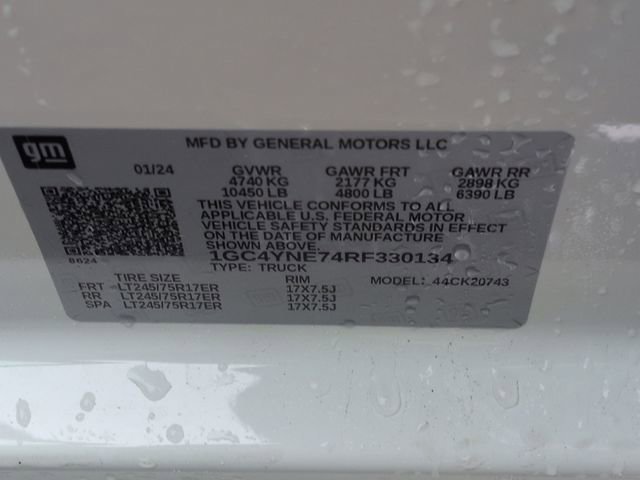 gm
MFD BY GENERAL MOTORS LLC
01/24 GVWR GAWR FRT GAWR RR
4740 KG 2177 KG 2898 KG
10450 LB 4800 LB 6390 LB
THIS VEHICLE CONFORMS TO ALL
APPLICABLE U.S. FEDERAL MOTOR
VEHICLE SAFETY STANDARDS IN EFFECT
ON THE DATE OF MANUFACTURE
SHOWN ABOVE.
8624 1GC4YNE74RF330134
TYPE: TRUCK
TIRE SIZE RIM MODEL: 44CK20743
FRT LT245/75R17ER 17X7.5J
RR LT245/75R17ER 17X7.5J
SPA LT245/75R17ER 17X7.5J